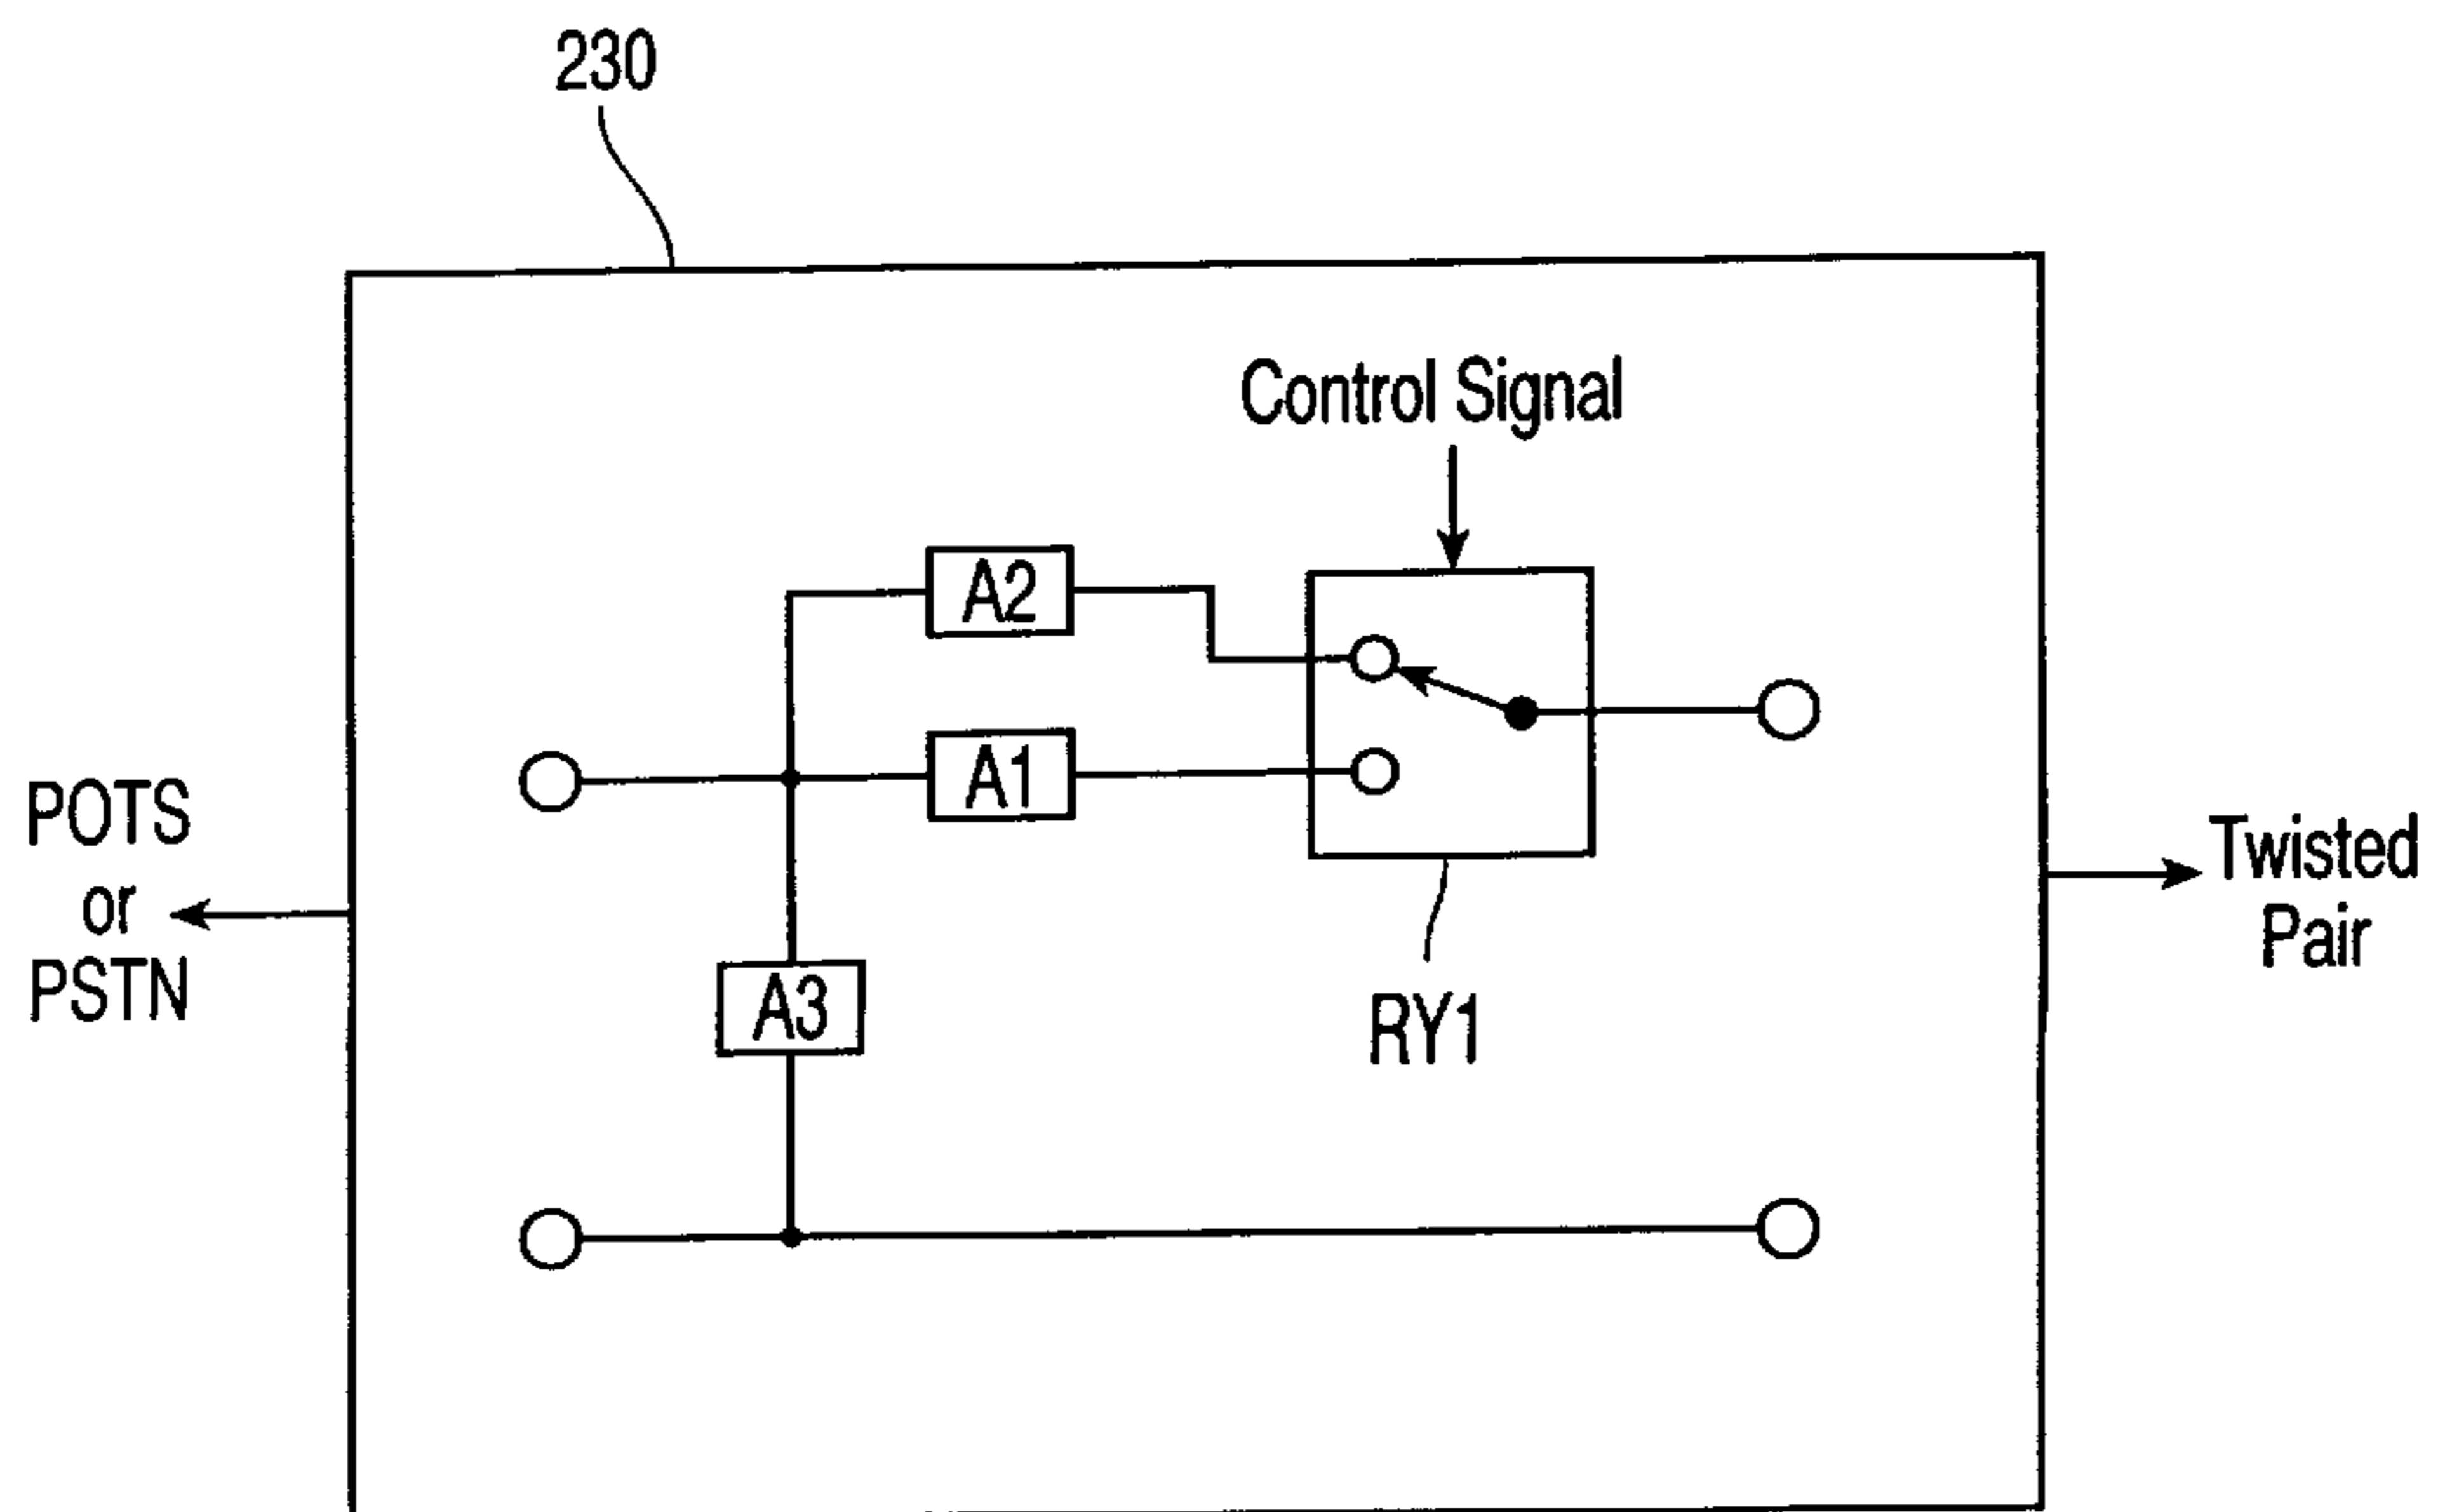 230
Control Signal
A2
A1
POTS
or
PSTN
Twisted
Pair
A3
RY1